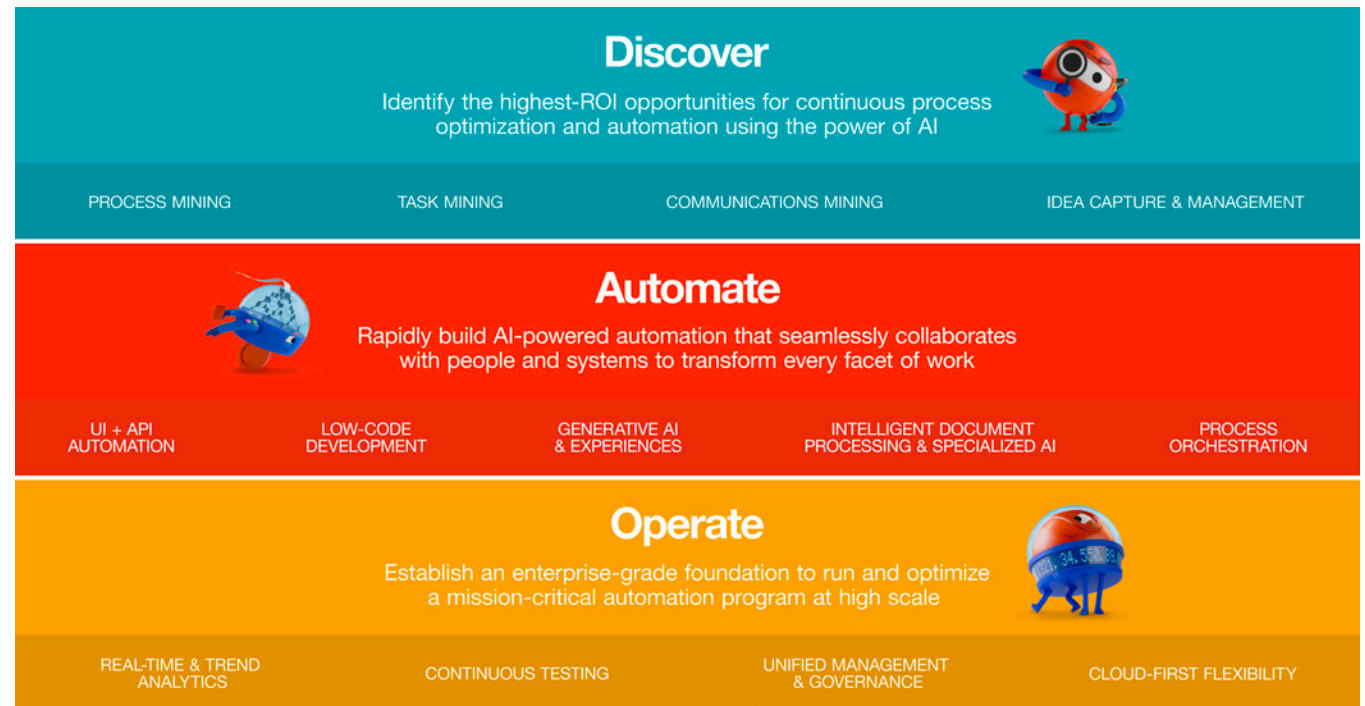 Discover
Identify the highest-ROI opportunities for continuous process
optimization and automation using the power of AI
PROCESS MINING
TASK MINING
COMMUNICATIONS MINING
IDEA CAPTURE & MANAGEMENT
Automate
Rapidly build AI-powered automation that seamlessly collaborates
with people and systems to transform every facet of work
UI + API
AUTOMATION
LOW-CODE
DEVELOPMENT
GENERATIVE AI
& EXPERIENCES
INTELLIGENT DOCUMENT
PROCESSING & SPECIALIZED AI
PROCESS
ORCHESTRATION
Operate
Establish an enterprise-grade foundation to run and optimize
a mission-critical automation program at high scale
34.550.
REAL-TIME & TREND
ANALYTICS
CONTINUOUS TESTING
UNIFIED MANAGEMENT
& GOVERNANCE
CLOUD-FIRST FLEXIBILITY